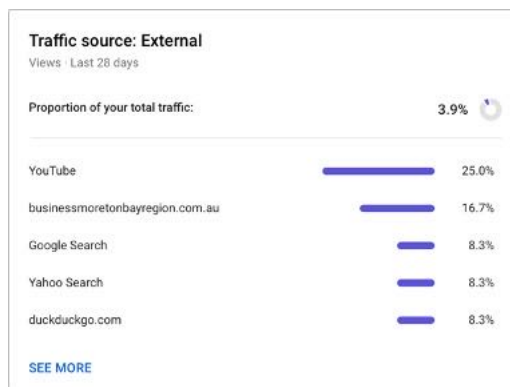 Traffic source: External
Views · Last 28 days
Proportion of your total traffic: 3.9%
YouTube 25.0%
businessmoretonbayregion.com.au 16.7%
Google Search 8.3%
Yahoo Search 8.3%
duckduckgo.com 8.3%
SEE MORE